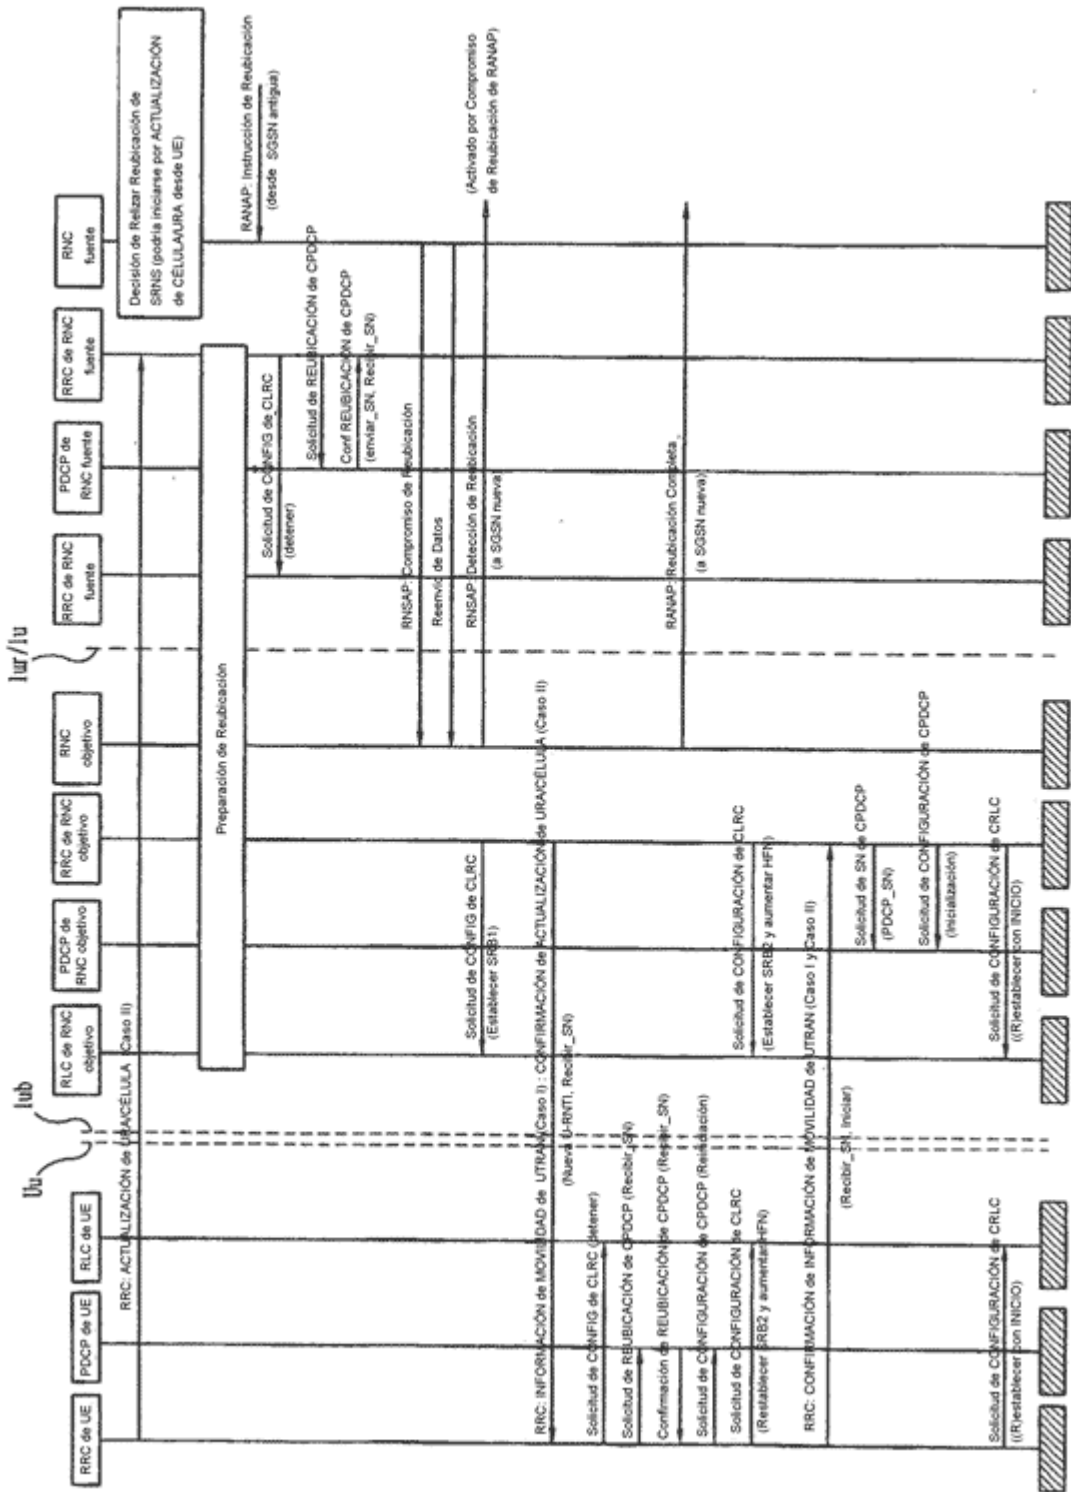 Uu
Iub
Iur/Iu
RRC de UE
PDCP de UE
RLC de UE
RLC de RNC
objetivo
PDCP de
RNC objetivo
RRC de RNC
objetivo
RNC
objetivo
RRC de RNC
fuente
PDCP de
RNC fuente
RRC de RNC
fuente
RNC
fuente
Decisión de Relizar Reubicación de
SRNS (podría iniciarse por ACTUALIZACIÓN
de CÉLULA/URA desde UE)
RRC: ACTUALIZACIÓN de URA/CÉLULA (Caso II)
Preparación de Reubicación
RANAP: Instrucción de Reubicación
(desde SGSN antigua)
Solicitud de CONFIG de CLRC
(detener)
Solicitud de REUBICACIÓN de CPDCP
Conf REUBICACIÓN de CPDCP
(enviar_SN, Recibir_SN)
RNSAP: Compromiso de Reubicación
Reenvío de Datos
RNSAP: Detección de Reubicación
(a SGSN nueva)
(Activado por Compromiso
de Reubicación de RANAP)
Solicitud de CONFIG de CLRC
(Establecer SRB1)
RRC: INFORMACIÓN de MOVILIDAD de UTRAN (Caso I) : CONFIRMACIÓN de ACTUALIZACIÓN de URA/CÉLULA (Caso II)
(Nueva U-RNTI, Recibir_SN)
Solicitud de CONFIG de CLRC (detener)
Solicitud de REUBICACIÓN de CPDCP (Recibir_SN)
Confirmación de REUBICACIÓN de CPDCP (Recibir_SN)
RANAP: Reubicación Completa
(a SGSN nueva)
Solicitud de CONFIGURACIÓN de CPDCP (Reiniciación)
Solicitud de CONFIGURACIÓN de CLRC
(Restablecer SRB2 y aumentar HFN)
Solicitud de CONFIGURACIÓN de CLRC
(Establecer SRB2 y aumentar HFN)
RRC: CONFIRMACIÓN de INFORMACIÓN de MOVILIDAD de UTRAN (Caso I y Caso II)
(Recibir_SN, Iniciar)
Solicitud de SN de CPDCP
(PDCP_SN)
Solicitud de CONFIGURACIÓN de CPDCP
(Inicialización)
Solicitud de CONFIGURACIÓN de CRLC
((R)establecer con INICIO)
Solicitud de CONFIGURACIÓN de CRLC
((R)establecer con INICIO)